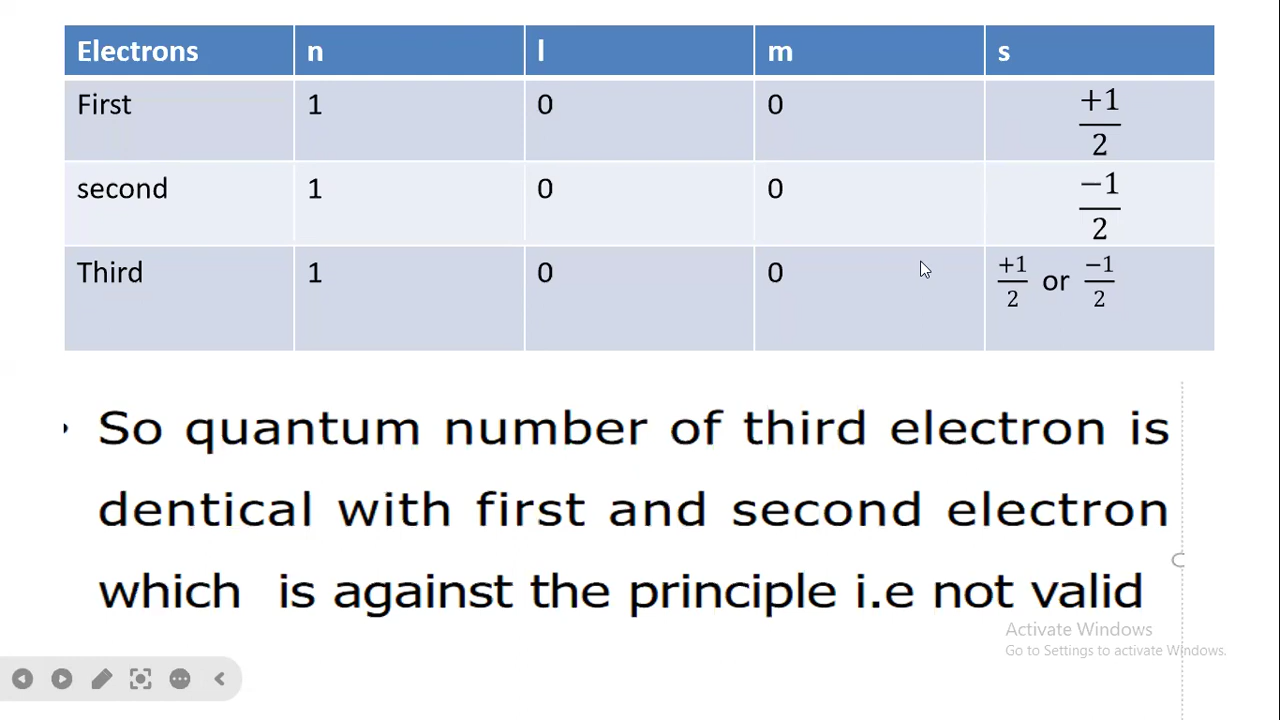 Electrons n l m s
First 1 0 0 +1/2
second 1 0 0 −1/2
Third 1 0 0 +1/2 or −1/2
So quantum number of third electron is
dentical with first and second electron
which is against the principle i.e not valid
Activate Windows
Go to Settings to activate Windows.